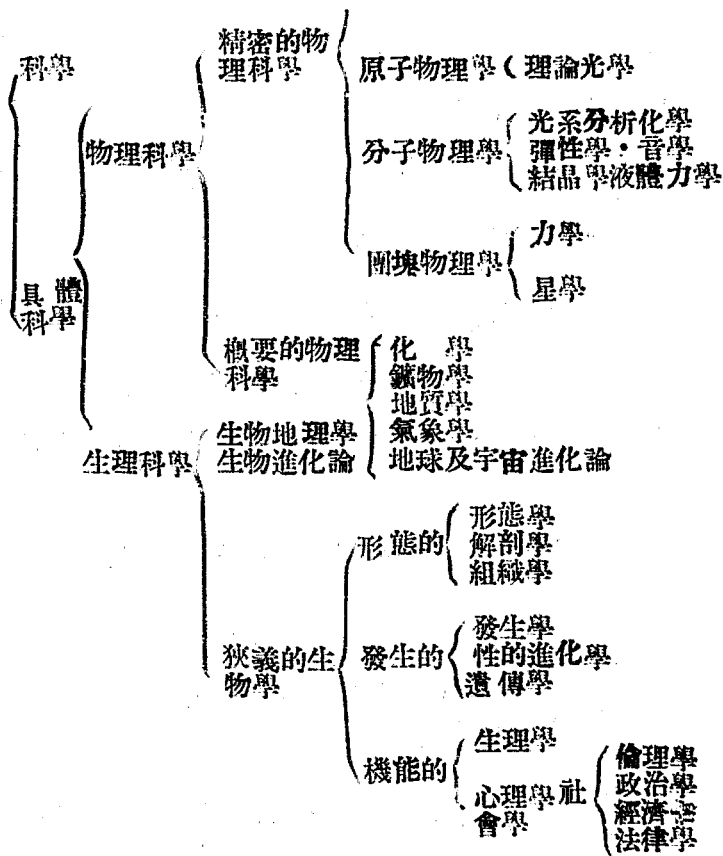 科學
具體
科學
物理科學
生理科學
精密的物
理科學
原子物理學(理論光學
分子物理學
光系分析化學
彈性學・音學
結晶學液體力學
團塊物理學
力學
星學
概要的物理
科學
化學
鑛物學
地質學
氣象學
地球及宇宙進化論
生物地理學
生物進化論
狹義的生
物學
形態的
形態學
解剖學
組織學
發生的
發生學
性的進化學
遺傳學
機能的
生理學
心理學社
會學
倫理學
政治學
經濟學
法律學